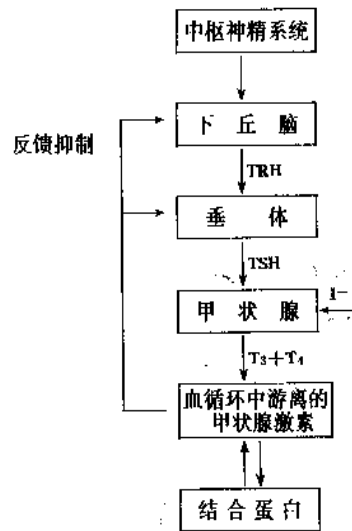 中枢神精系统
下丘脑
反馈抑制
TRH
垂体
TSH
I-
甲状腺
T₃+T₄
血循环中游离的
甲状腺激素
结合蛋白